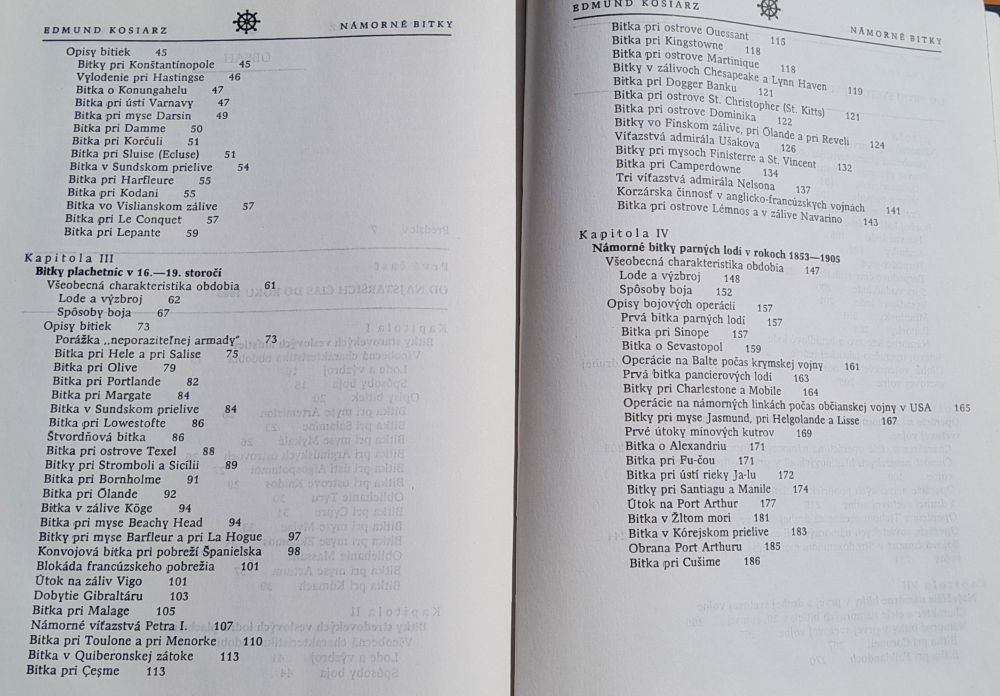 EDMUND KOSIARZ NÁMORNÉ BITKY
Opisy bitiek 45
Bitky pri Konštantínopole 45
Vylodenie pri Hastingse 46
Bitka o Konungahelu 47
Bitka pri ústí Varnavy 47
Bitka pri myse Darsin 49
Bitka pri Damme 50
Bitka pri Korčuli 51
Bitka pri Sluise (Ecluse) 51
Bitka v Sundskom prielive 54
Bitka pri Harfleure 55
Bitka pri Kodani 55
Bitka vo Vislianskom zálive 57
Bitka pri Le Conquet 57
Bitka pri Lepante 59
Kapitola III
Bitky plachetníc v 16.—19. storočí
Všeobecná charakteristika obdobia 61
Lode a výzbroj 62
Spôsoby boja 67
Opisy bitiek 73
Porážka „neporaziteľnej armady" 73
Bitka pri Hele a pri Salise 75
Bitka pri Olive 79
Bitka pri Portlande 82
Bitka pri Margate 84
Bitka v Sundskom prielive 84
Bitka pri Lowestofte 86
Štvordňová bitka 86
Bitka pri ostrove Texel 88
Bitky pri Stromboli a Sicílii 89
Bitka pri Bornholme 91
Bitka pri Ölande 92
Bitka v zálive Köge 94
Bitka pri myse Beachy Head 94
Bitky pri myse Barfleur a pri La Hogue 97
Konvojová bitka pri pobreží Španielska 98
Blokáda francúzskeho pobrežia 101
Útok na záliv Vigo 101
Dobytie Gibraltáru 103
Bitka pri Malage 105
Námorné víťazstvá Petra I. 107
Bitka pri Toulone a pri Menorke 110
Bitka v Quiberonskej zátoke 113
Bitka pri Çeşme 113
EDMUND KOSIARZ NÁMORNÉ BITKY
Bitka pri ostrove Ouessant 115
Bitka pri Kingstowne 118
Bitka pri ostrove Martinique 118
Bitky v zálivoch Chesapeake a Lynn Haven 119
Bitka pri Dogger Banku 121
Bitka pri ostrove St. Christopher (St. Kitts) 121
Bitka pri ostrove Dominika 122
Bitky vo Fínskom zálive, pri Ölande a pri Reveli 124
Víťazstvá admirála Ušakova 126
Bitky pri mysoch Finisterre a St. Vincent 132
Bitka pri Camperdowne 134
Tri víťazstvá admirála Nelsona 137
Korzárska činnosť v anglicko-francúzskych vojnách 141
Bitka pri ostrove Lémnos a v zálive Navarino 143
Kapitola IV
Námorné bitky parných lodí v rokoch 1853—1905
Všeobecná charakteristika obdobia 147
Lode a výzbroj 148
Spôsoby boja 152
Opisy bojových operácií 157
Prvá bitka parných lodí 157
Bitka pri Sinope 157
Bitka o Sevastopol 159
Operácie na Balte počas krymskej vojny 161
Prvá bitka pancierových lodí 163
Bitky pri Charlestone a Mobile 164
Operácie na námorných linkách počas občianskej vojny v USA 165
Bitky pri myse Jasmund, pri Helgolande a Lisse 167
Prvé útoky mínových kutrov 169
Bitka o Alexandriu 171
Bitka pri Fu-čou 171
Bitka pri ústí rieky Ja-lu 172
Bitky pri Santiagu a Manile 174
Útok na Port Arthur 177
Bitka v Žltom mori 181
Bitka v Kórejskom prielive 183
Obrana Port Arthuru 185
Bitka pri Cušime 186